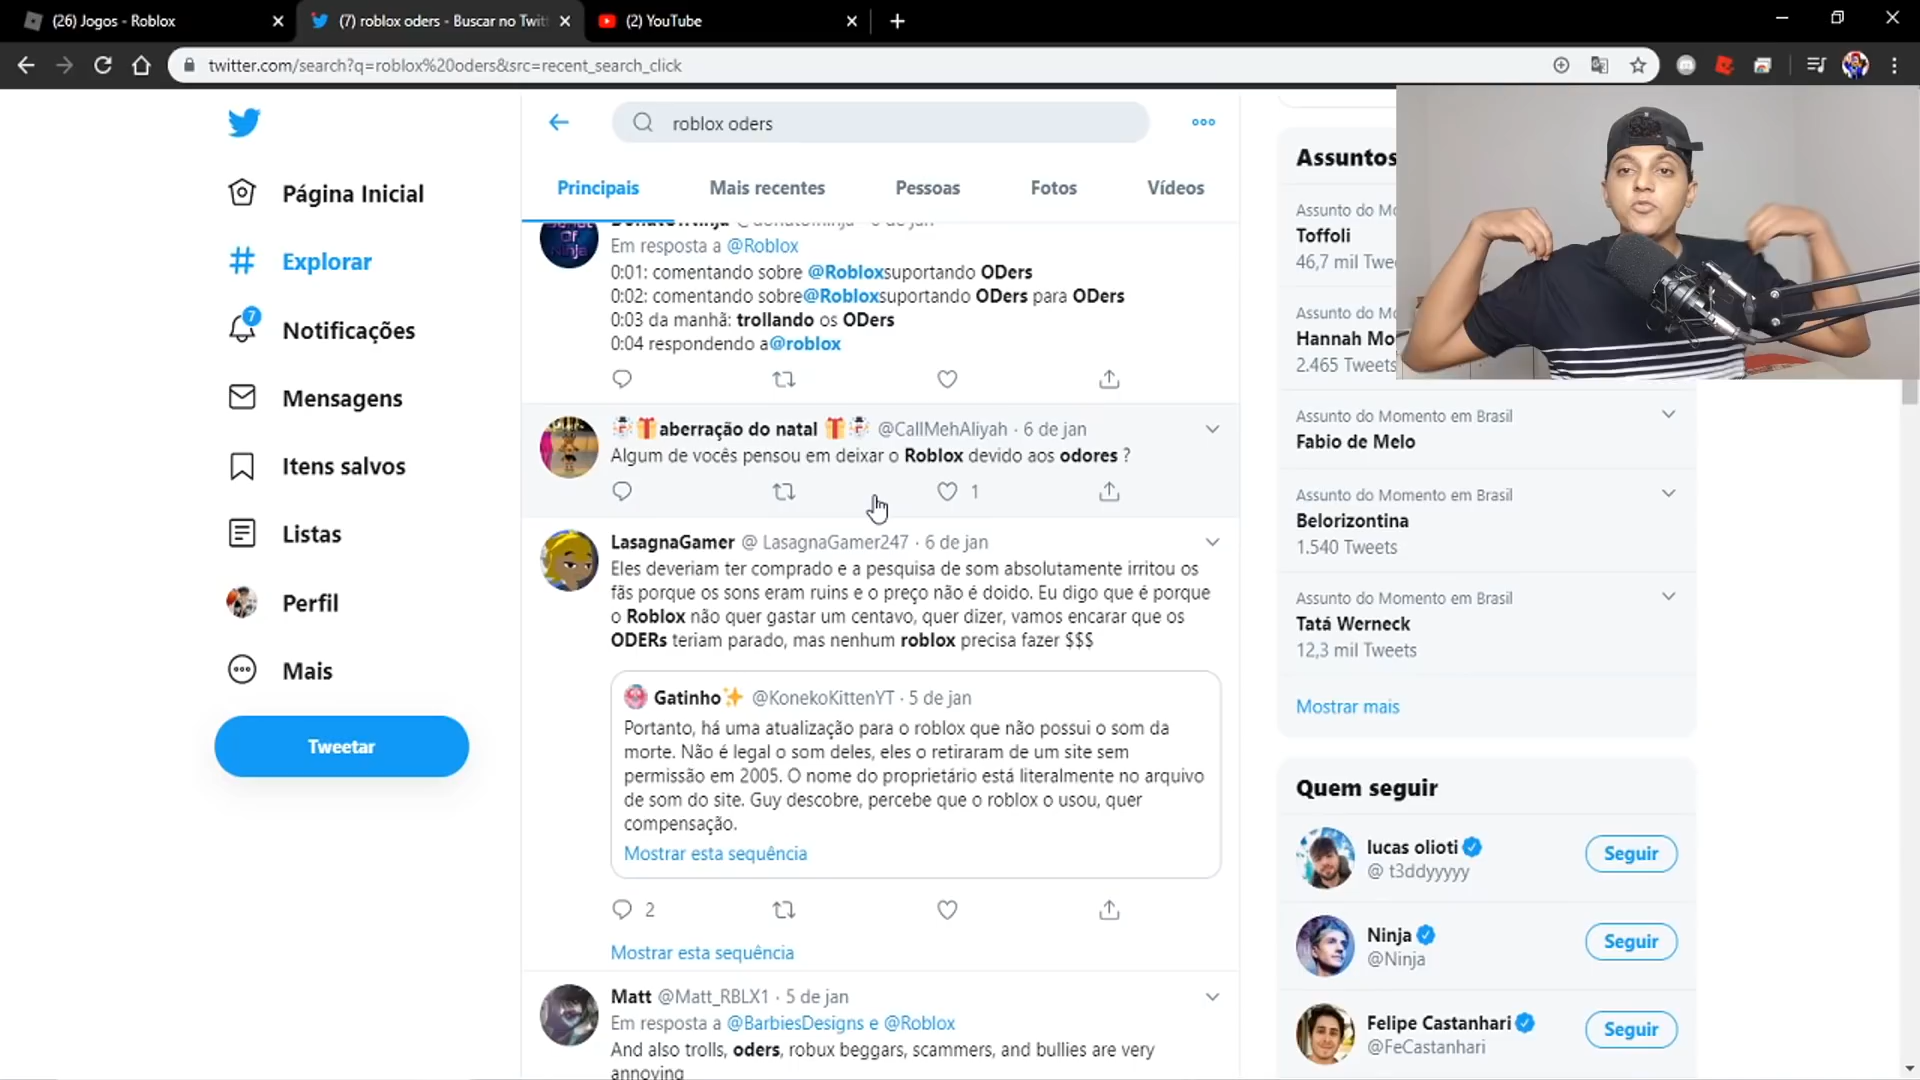 (26) Jogos - Roblox
(7) roblox oders - Buscar no Twit
(2) YouTube
twitter.com/search?q=roblox%20oders&src=recent_search_click
roblox oders
Principais
Mais recentes
Pessoas
Fotos
Vídeos
Página Inicial
Explorar
7
Notificações
Mensagens
Itens salvos
Listas
Perfil
Mais
Tweetar
Em resposta a @Roblox
0:01: comentando sobre @Robloxsuportando ODers
0:02: comentando sobre@Robloxsuportando ODers para ODers
0:03 da manhã: trollando os ODers
0:04 respondendo a@roblox
aberração do natal @CallMehAliyah · 6 de jan
Algum de vocês pensou em deixar o Roblox devido aos odores ?
1
LasagnaGamer @ LasagnaGamer247 · 6 de jan
Eles deveriam ter comprado e a pesquisa de som absolutamente irritou os
fãs porque os sons eram ruins e o preço não é doido. Eu digo que é porque
o Roblox não quer gastar um centavo, quer dizer, vamos encarar que os
ODERs teriam parado, mas nenhum roblox precisa fazer $$$
Gatinho✨ @KonekoKittenYT · 5 de jan
Portanto, há uma atualização para o roblox que não possui o som da
morte. Não é legal o som deles, eles o retiraram de um site sem
permissão em 2005. O nome do proprietário está literalmente no arquivo
de som do site. Guy descobre, percebe que o roblox o usou, quer
compensação.
Mostrar esta sequência
2
Mostrar esta sequência
Matt @Matt_RBLX1 · 5 de jan
Em resposta a @BarbiesDesigns e @Roblox
And also trolls, oders, robux beggars, scammers, and bullies are very
annoying
Assuntos
Assunto do Mo
Toffoli
46,7 mil Twee
Assunto do Mo
Hannah Mo
2.465 Tweets
Assunto do Momento em Brasil
Fabio de Melo
Assunto do Momento em Brasil
Belorizontina
1.540 Tweets
Assunto do Momento em Brasil
Tatá Werneck
12,3 mil Tweets
Mostrar mais
Quem seguir
lucas olioti
@ t3ddyyyyy
Seguir
Ninja
@Ninja
Seguir
Felipe Castanhari
@FeCastanhari
Seguir